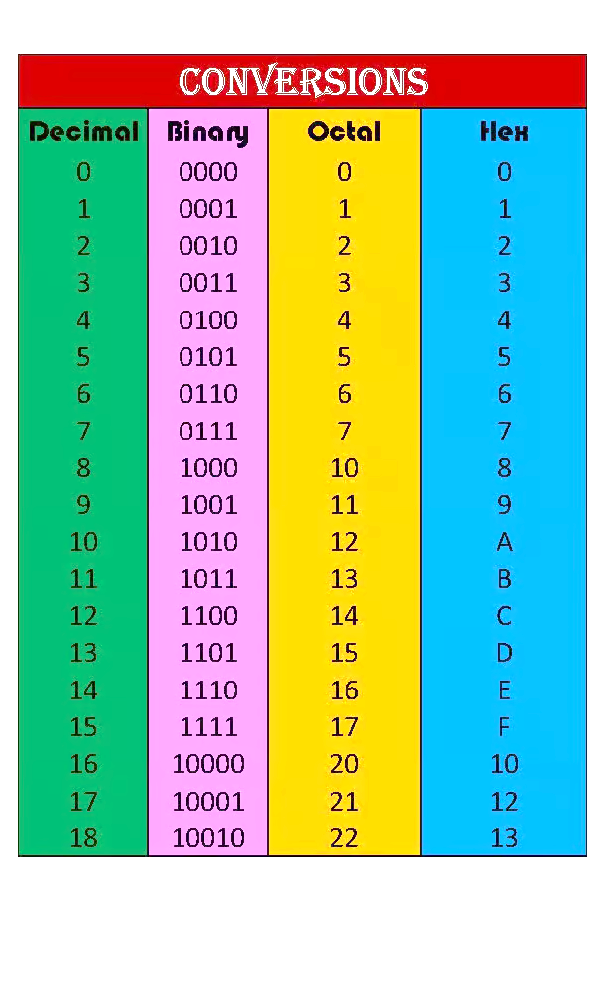 CONVERSIONS
Decimal Binary Octal Hex
0 0000 0 0
1 0001 1 1
2 0010 2 2
3 0011 3 3
4 0100 4 4
5 0101 5 5
6 0110 6 6
7 0111 7 7
8 1000 10 8
9 1001 11 9
10 1010 12 A
11 1011 13 B
12 1100 14 C
13 1101 15 D
14 1110 16 E
15 1111 17 F
16 10000 20 10
17 10001 21 12
18 10010 22 13